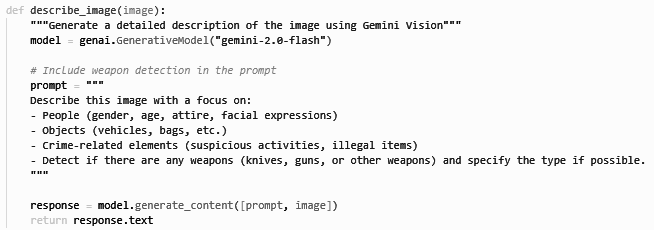 def describe_image(image):
    """Generate a detailed description of the image using Gemini Vision"""
    model = genai.GenerativeModel("gemini-2.0-flash")

    # Include weapon detection in the prompt
    prompt = """
    Describe this image with a focus on:
    - People (gender, age, attire, facial expressions)
    - Objects (vehicles, bags, etc.)
    - Crime-related elements (suspicious activities, illegal items)
    - Detect if there are any weapons (knives, guns, or other weapons) and specify the type if possible.
    """

    response = model.generate_content([prompt, image])
    return response.text